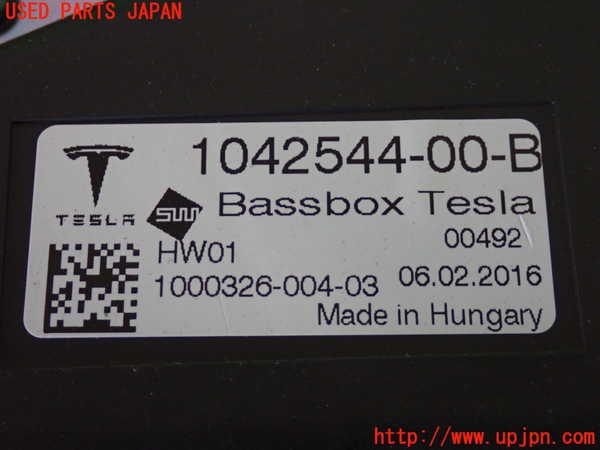 USED PARTS JAPAN
1042544-00-B
TESLA
SW Bassbox Tesla
HW01
00492
1000326-004-03
06.02.2016
Made in Hungary
http://www.upjpn.com/